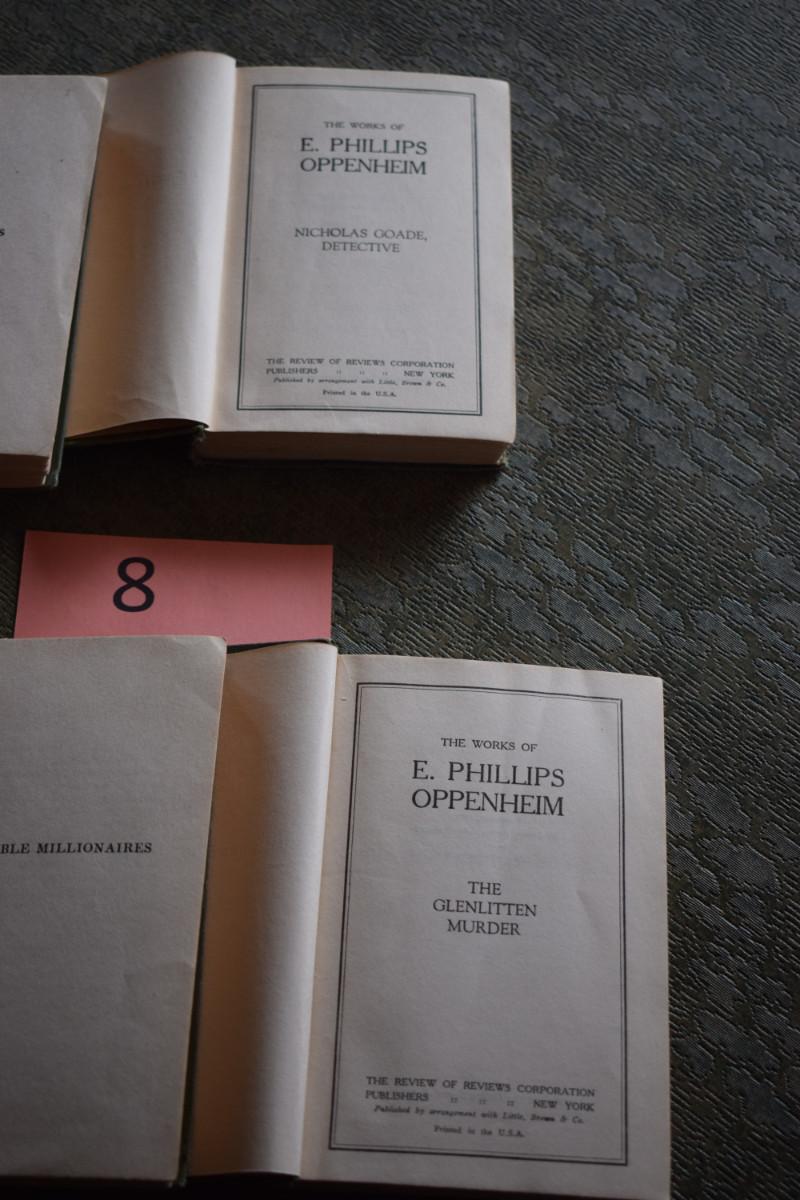 s
THE WORKS OF
E. PHILLIPS
OPPENHEIM
NICHOLAS GOADE,
DETECTIVE
THE REVIEW OF REVIEWS CORPORATION
PUBLISHERS :: :: :: NEW YORK
Published by arrangement with Little, Brown & Co.
Printed in the U.S.A.
8
BLE MILLIONAIRES
THE WORKS OF
E. PHILLIPS
OPPENHEIM
THE
GLENLITTEN
MURDER
THE REVIEW OF REVIEWS CORPORATION
PUBLISHERS :: :: :: NEW YORK
Published by arrangement with Little, Brown & Co.
Printed in the U.S.A.